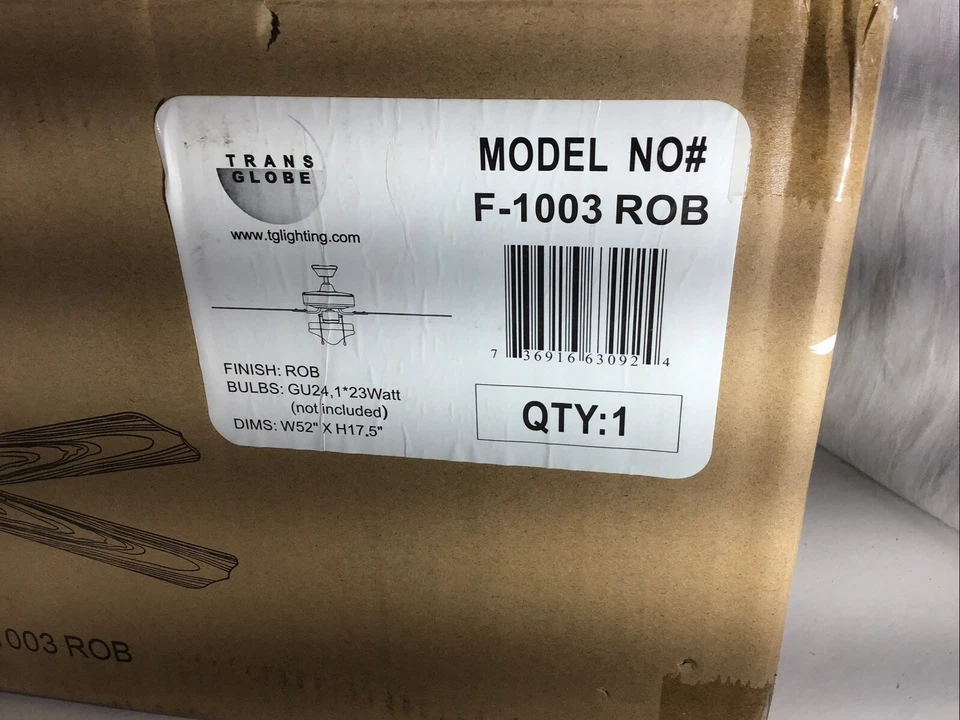 TRANS
GLOBE
www.tglighting.com
MODEL NO#
F-1003 ROB
7 36916 63092 4
FINISH: ROB
BULBS: GU24,1*23Watt
(not included)
DIMS: W52" X H17.5"
QTY:1
1003 ROB